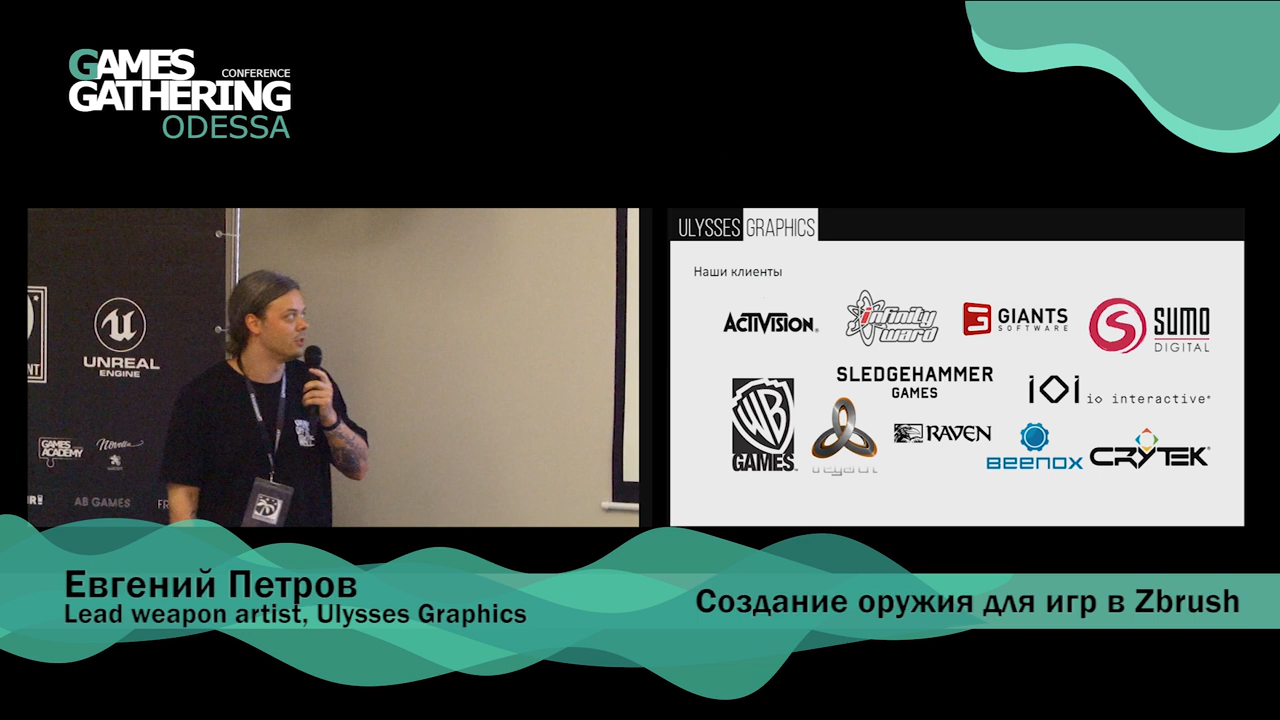 GAMES
CONFERENCE
GATHERING
ODESSA
ULYSSES GRAPHICS
Наши клиенты
ACTIVISION.
infinity
ward
GIANTS
SOFTWARE
SUMO
DIGITAL
SLEDGEHAMMER
GAMES
WB
GAMES
iOi io interactive®
RAVEN
BEENOX
CRYTEK®
U
UNREAL
ENGINE
GAMES
ACADEMY
AB GAMES
Евгений Петров
Lead weapon artist, Ulysses Graphics
Создание оружия для игр в Zbrush